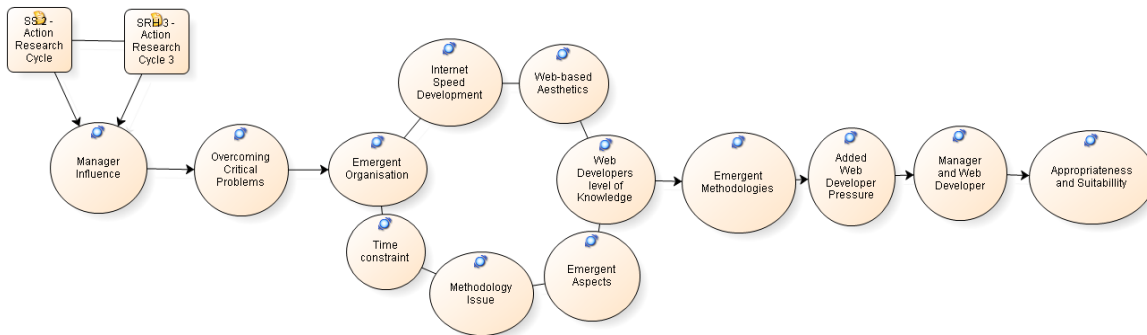 SS 2 -
Action
Research
Cycle
SRH 3 -
Action
Research
Cycle 3
Manager
Influence
Overcoming
Critical
Problems
Emergent
Organisation
Internet
Speed
Development
Web-based
Aesthetics
Web
Developers
level of
Knowledge
Time
constraint
Methodology
Issue
Emergent
Aspects
Emergent
Methodologies
Added
Web
Developer
Pressure
Manager
and Web
Developer
Appropriateness
and Suitabillity